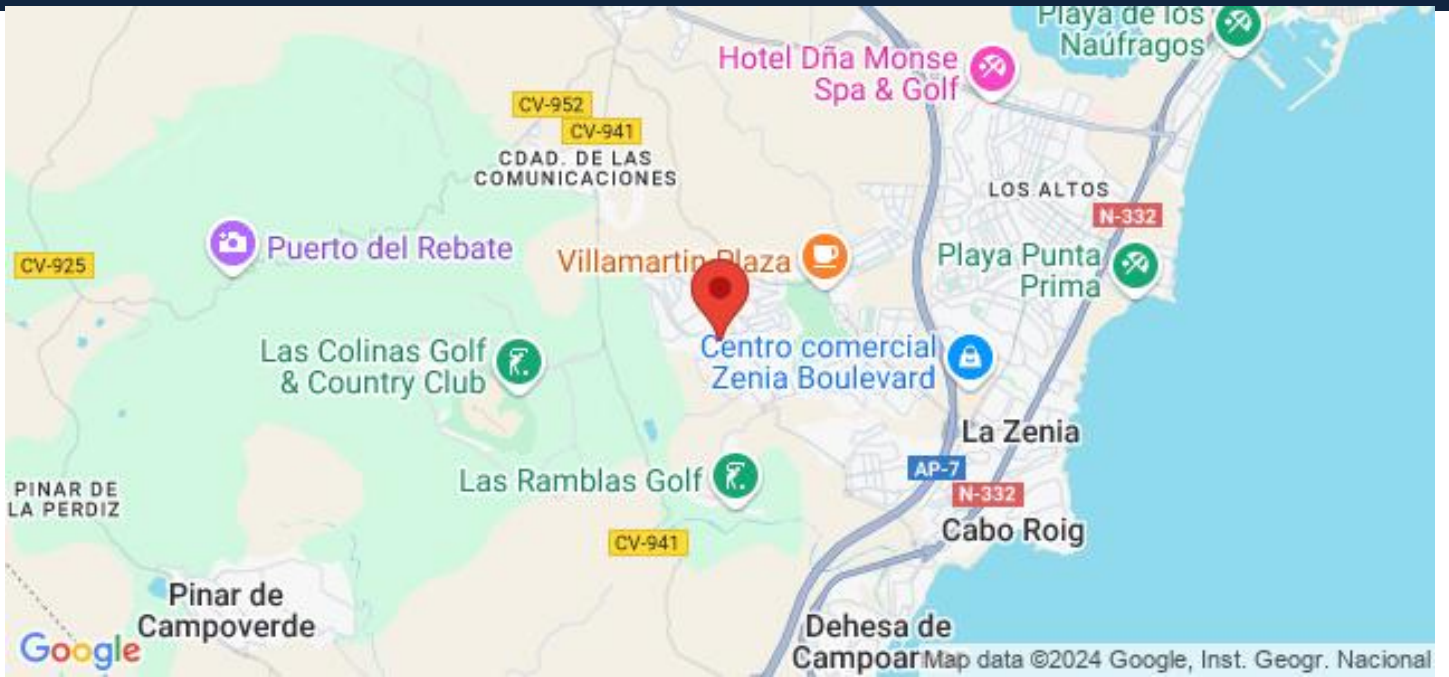 Playa de los
Naúfragos
Hotel Dña Monse
Spa & Golf
CV-952
CV-941
CDAD. DE LAS
COMUNICACIONES
LOS ALTOS
N-332
Puerto del Rebate
CV-925
Villamartin Plaza
Playa Punta
Prima
Las Colinas Golf
& Country Club
Centro comercial
Zenia Boulevard
La Zenia
AP-7
Las Ramblas Golf
N-332
PINAR DE
LA PERDIZ
Cabo Roig
CV-941
Pinar de
Campoverde
Dehesa de
Google
Map data ©2024 Google, Inst. Geogr. Nacional